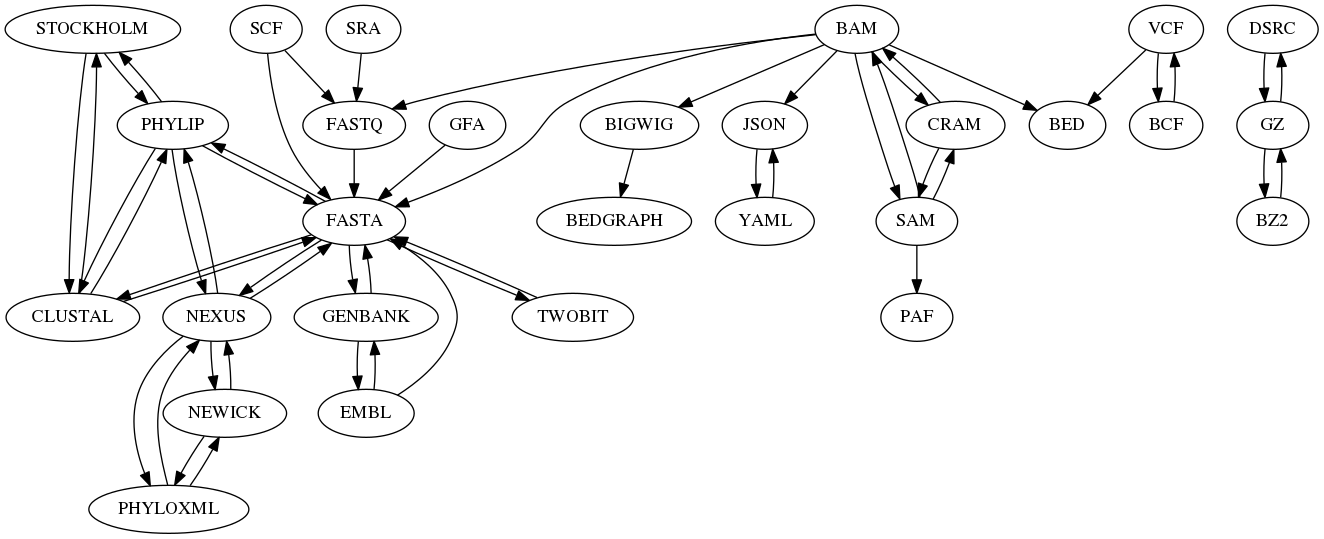 STOCKHOLM
SCF
SRA
BAM
VCF
DSRC
PHYLIP
FASTQ
GFA
BIGWIG
JSON
CRAM
BED
BCF
GZ
FASTA
BEDGRAPH
YAML
SAM
BZ2
CLUSTAL
NEXUS
GENBANK
TWOBIT
PAF
NEWICK
EMBL
PHYLOXML